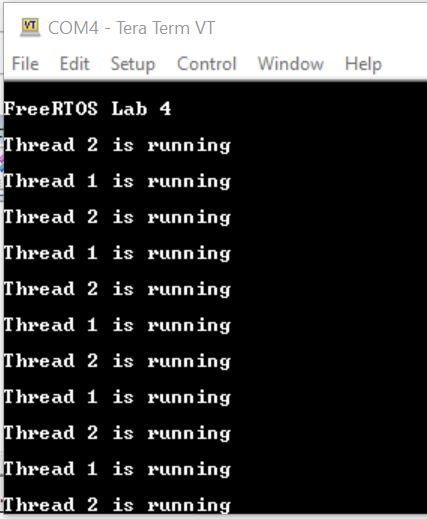 VT
COM4 - Tera Term VT
File Edit Setup Control Window Help
FreeRTOS Lab 4
Thread 2 is running
Thread 1 is running
Thread 2 is running
Thread 1 is running
Thread 2 is running
Thread 1 is running
Thread 2 is running
Thread 1 is running
Thread 2 is running
Thread 1 is running
Thread 2 is running